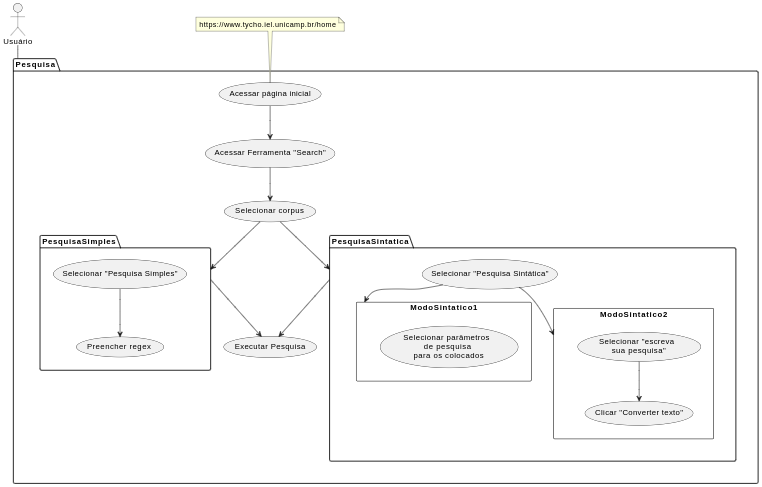 https://www.tycho.iel.unicamp.br/home
Usuário
Pesquisa
Acessar página inicial
Acessar Ferramenta "Search"
Selecionar corpus
PesquisaSimples
Selecionar "Pesquisa Simples"
Preencher regex
Executar Pesquisa
PesquisaSintatica
Selecionar "Pesquisa Sintática"
ModoSintatico1
Selecionar parâmetros
de pesquisa
para os colocados
ModoSintatico2
Selecionar "escreva
sua pesquisa"
Clicar "Converter texto"